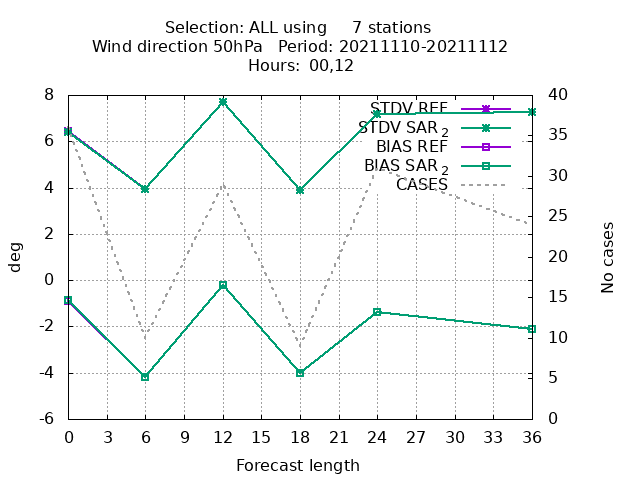 Selection: ALL using 7 stations
Wind direction 50hPa Period: 20211110-20211112
Hours: 00,12
8
6
4
2
0
-2
-4
-6
deg
40
35
30
25
20
15
10
5
0
No cases
STDV REF
STDV SAR 2
BIAS REF
BIAS SAR 2
CASES
0 3 6 9 12 15 18 21 24 27 30 33 36
Forecast length